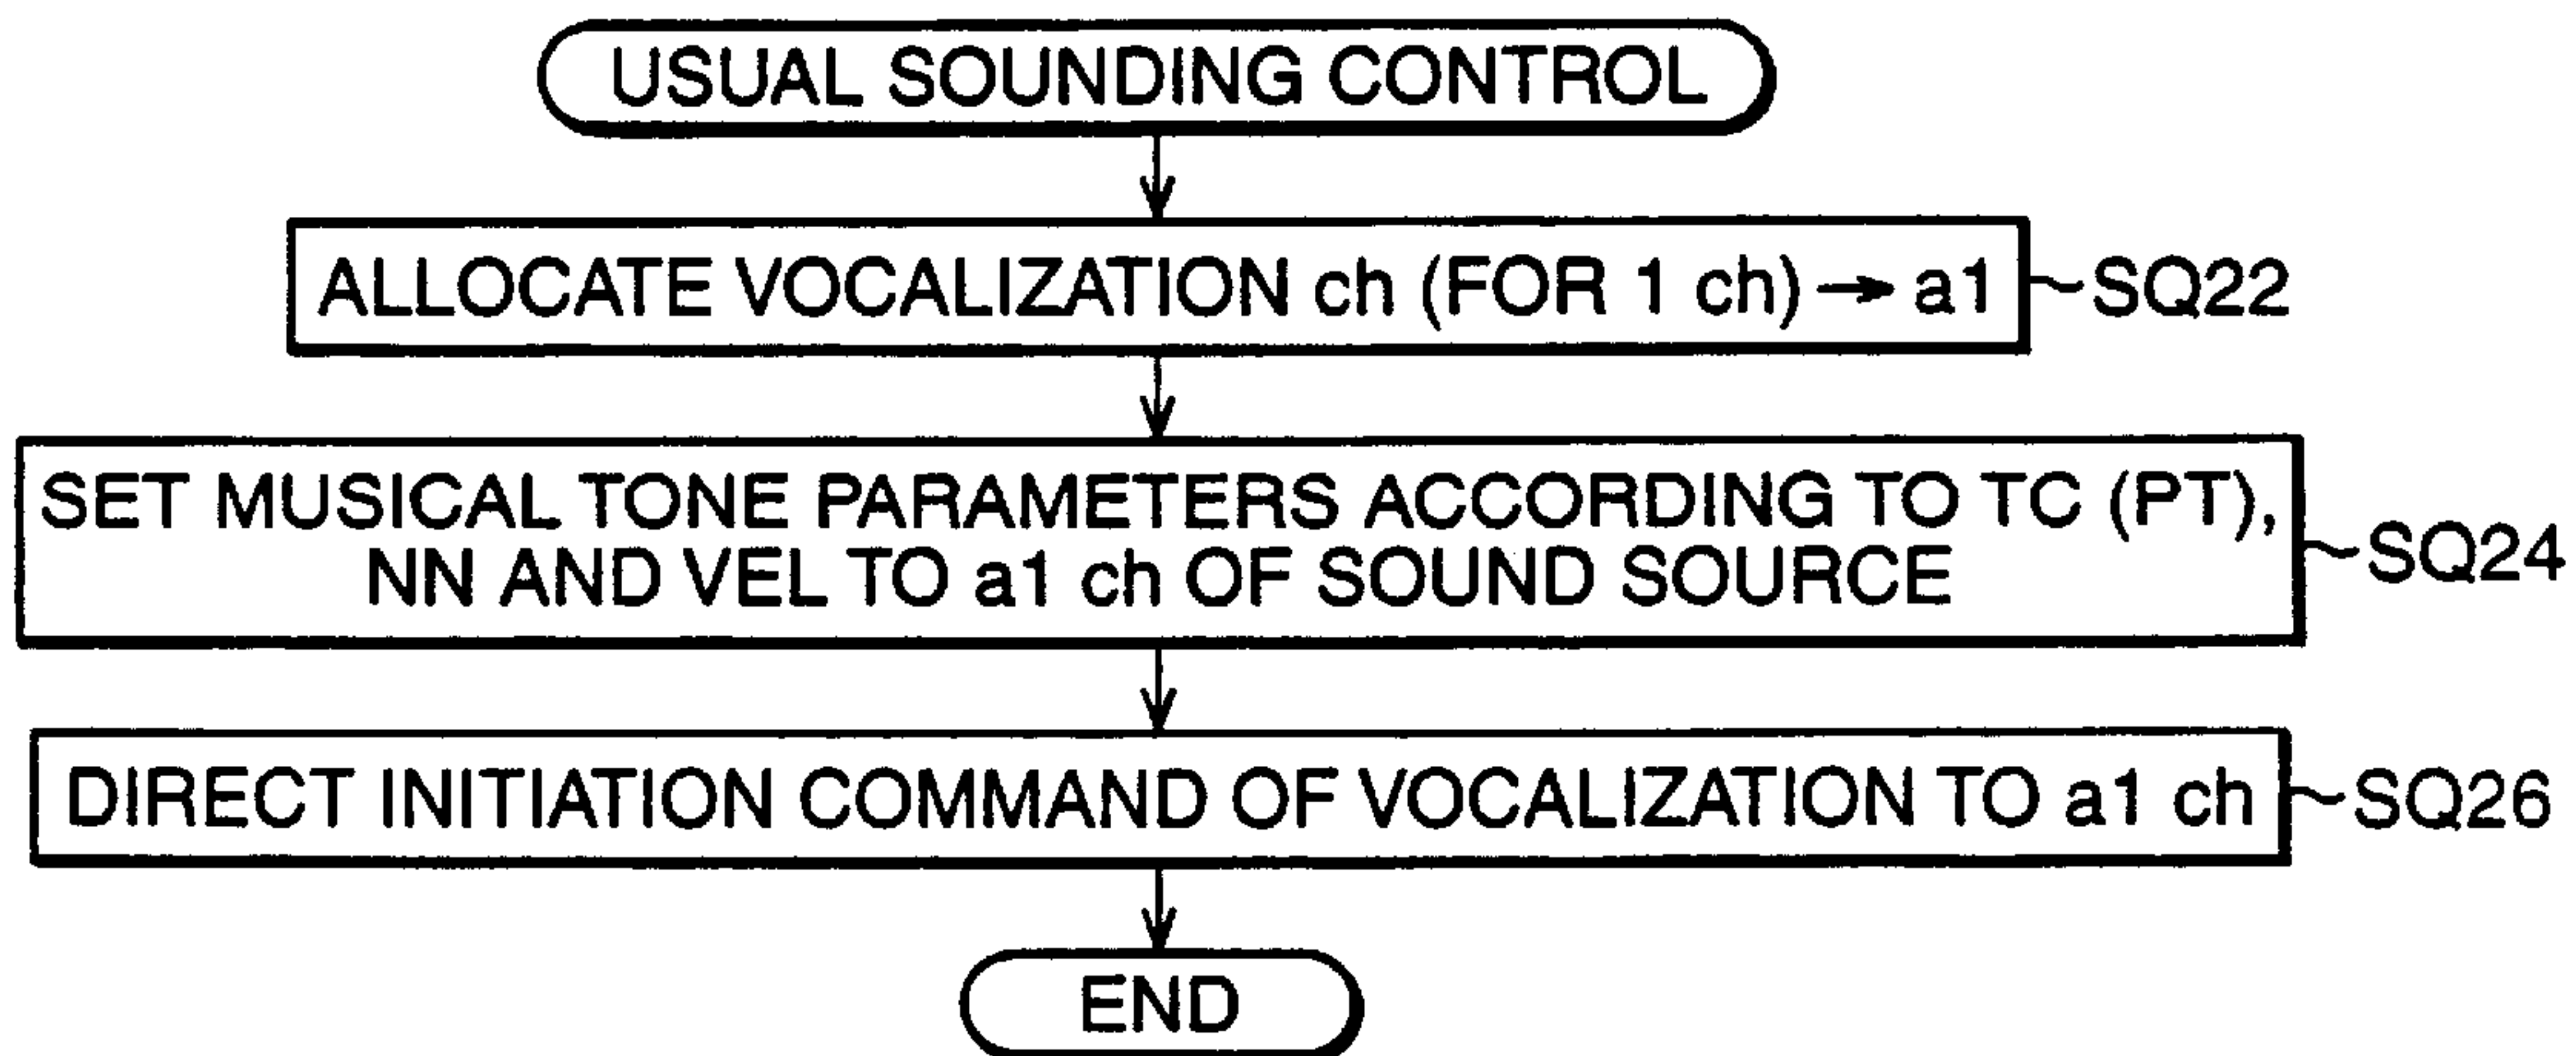 USUAL SOUNDING CONTROL
ALLOCATE VOCALIZATION ch (FOR 1 ch) → a1
SQ22
SET MUSICAL TONE PARAMETERS ACCORDING TO TC (PT),
NN AND VEL TO a1 ch OF SOUND SOURCE
SQ24
DIRECT INITIATION COMMAND OF VOCALIZATION TO a1 ch
SQ26
END